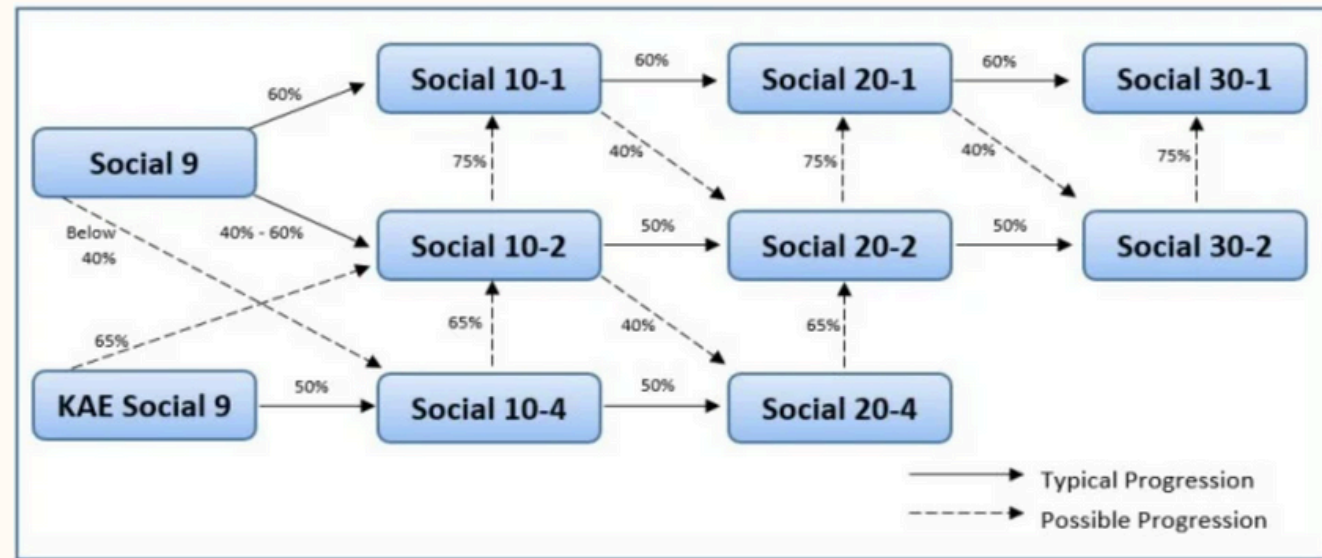 Social 10-1
60%
Social 20-1
60%
Social 30-1
60%
Social 9
75%
40%
75%
40%
75%
Below
40%
40% - 60%
Social 10-2
50%
Social 20-2
50%
Social 30-2
65%
65%
40%
65%
KAE Social 9
50%
Social 10-4
50%
Social 20-4
Typical Progression
Possible Progression